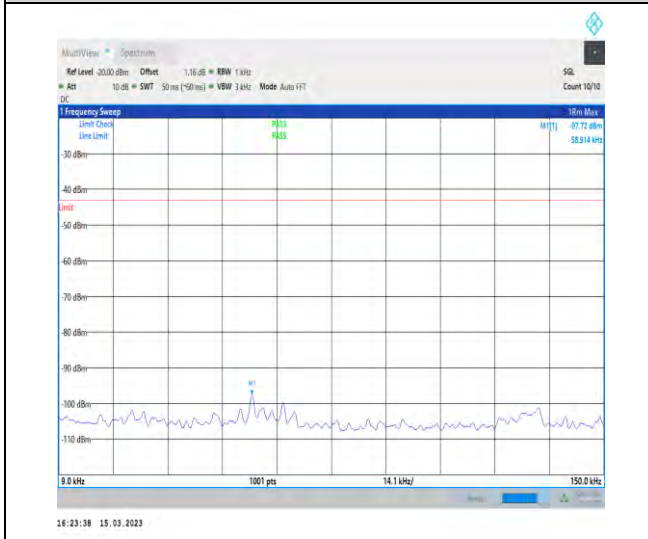 MultiView Spectrum
Ref Level -20.00 dBm Offset 1.16 dB RBW 1 kHz SGL
Att 10 dB SWT 50 ms (~60 ms) VBW 3 kHz Mode Auto FFT Count 10/10
DC
1 Frequency Sweep 1Rm Max
Limit Check PASS M1[1] -97.72 dBm
Line Limit PASS 58.914 kHz
-30 dBm
-40 dBm
Limit
-50 dBm
-60 dBm
-70 dBm
-80 dBm
-90 dBm
M1
-100 dBm
-110 dBm
9.0 kHz 1001 pts 14.1 kHz/ 150.0 kHz
16:23:38 15.03.2023